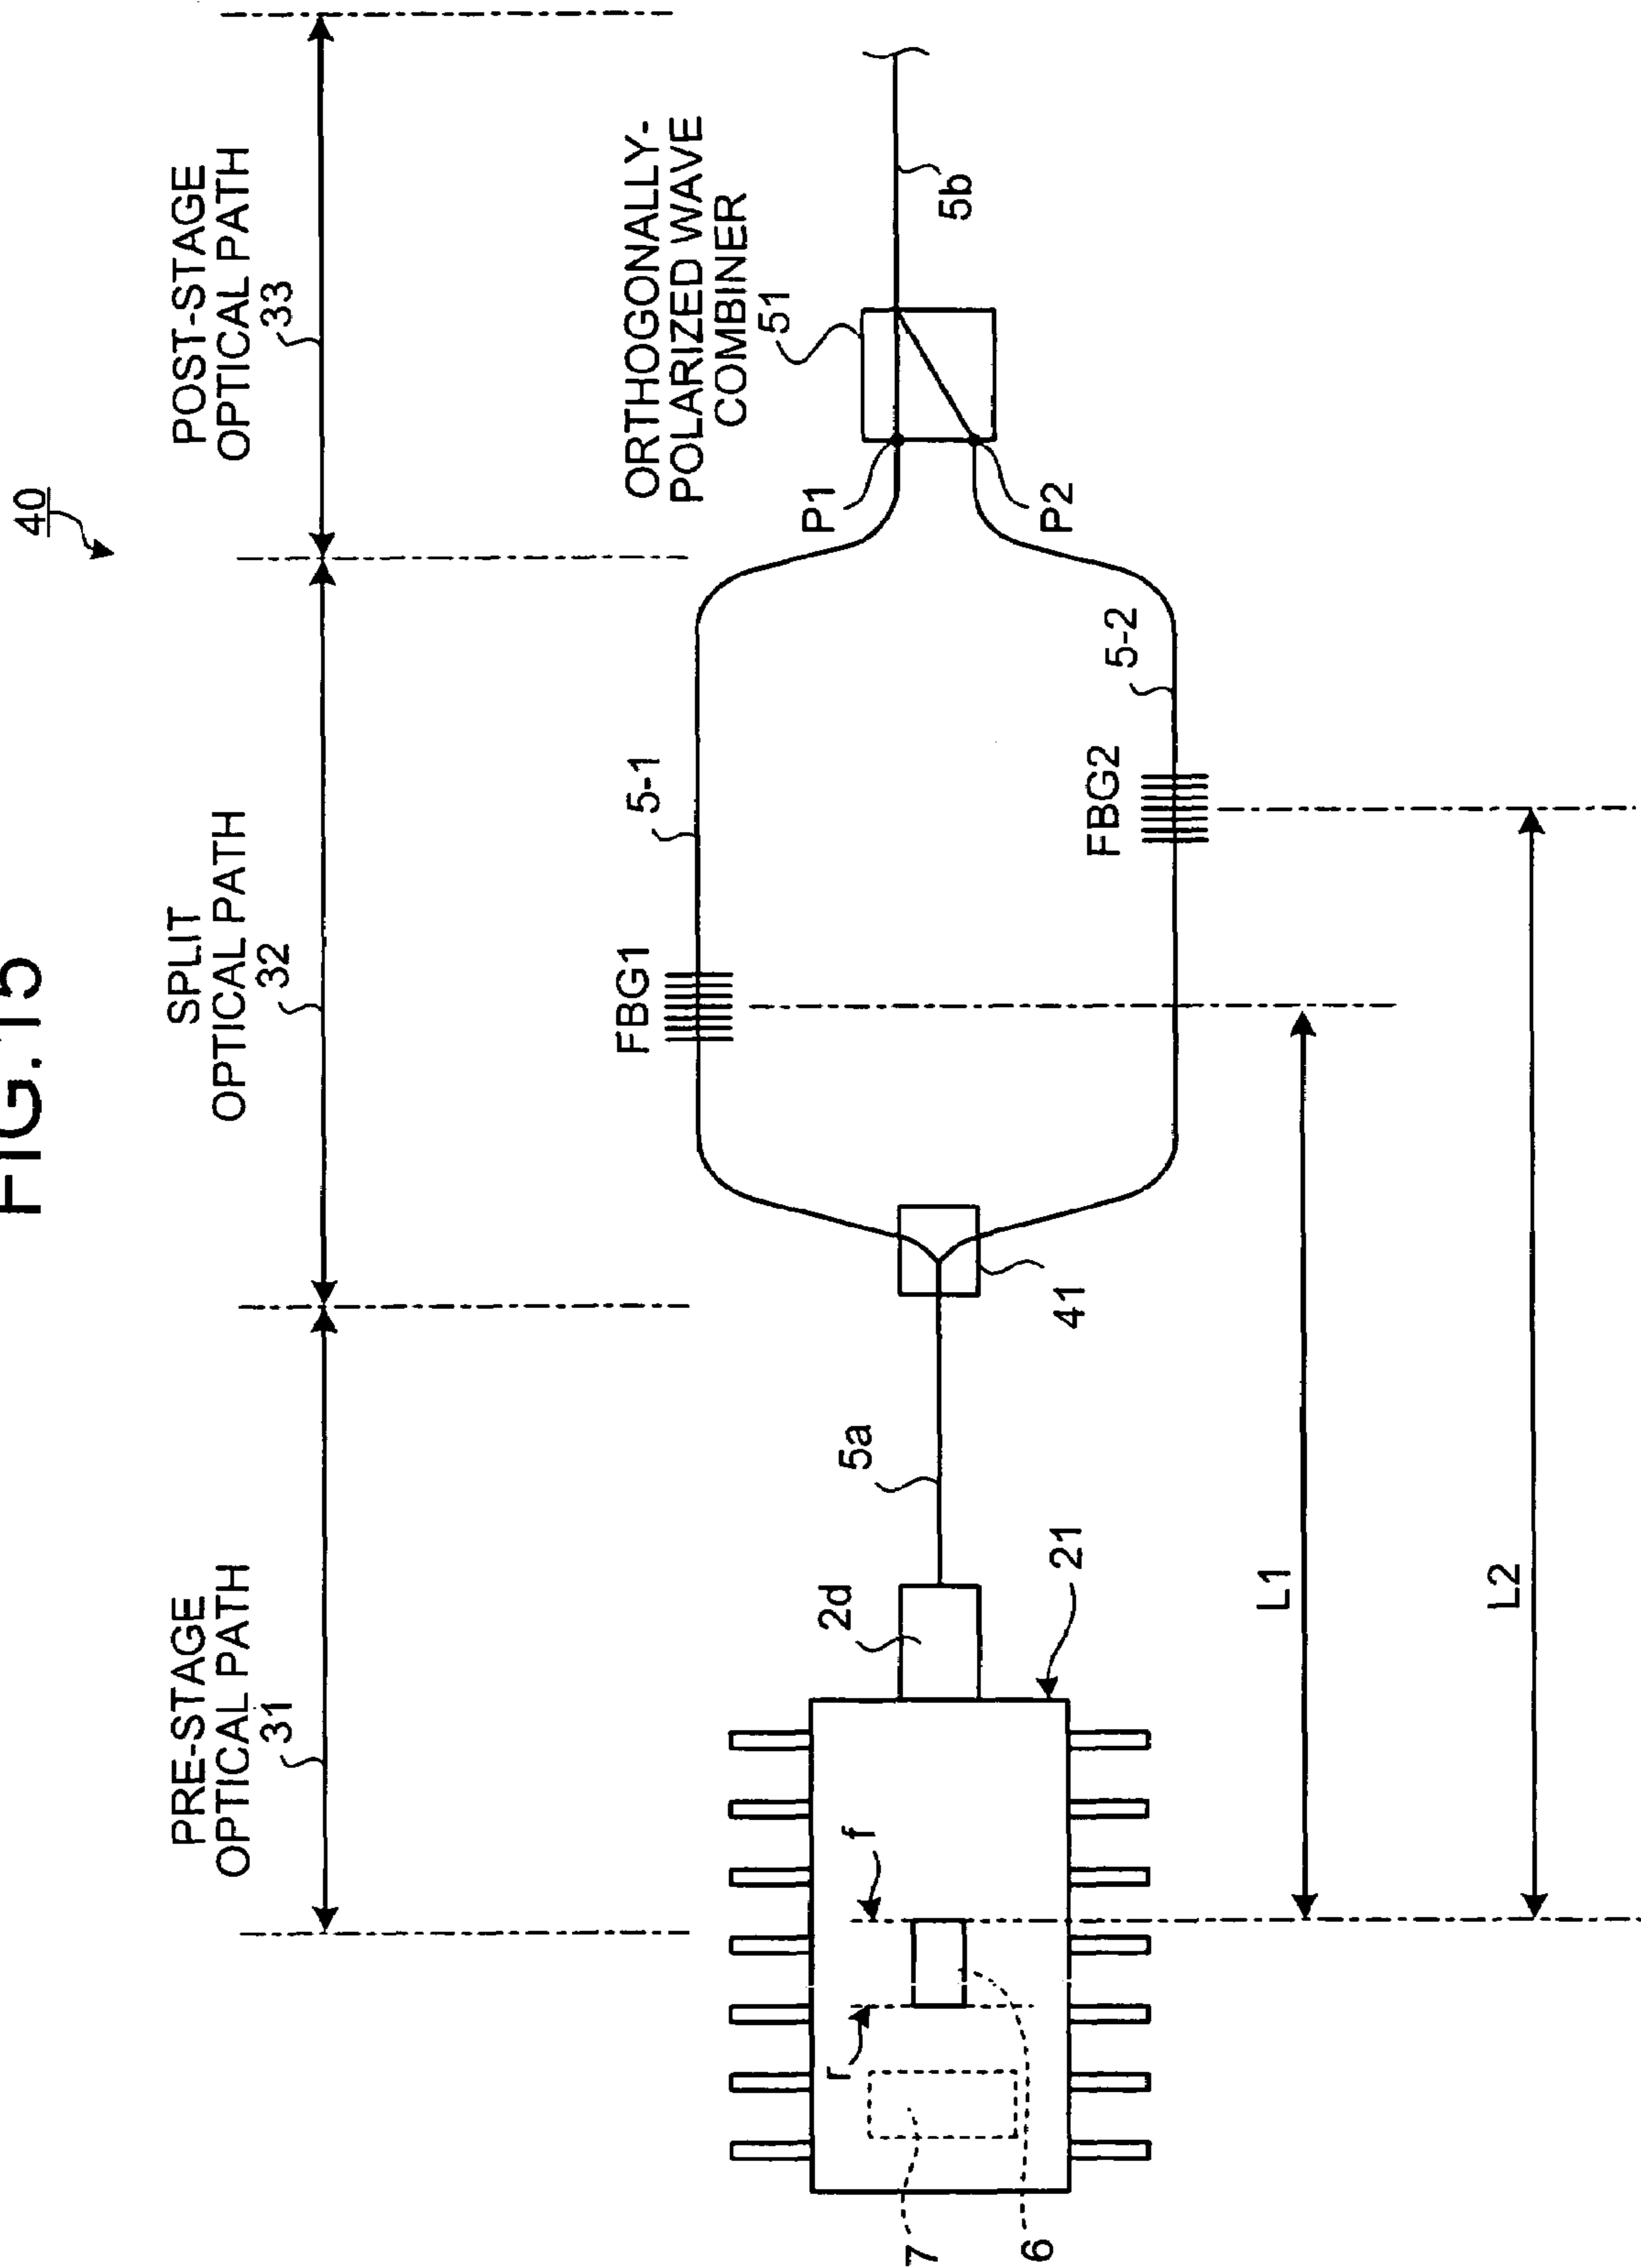 FIG.15
40
PRE-STAGE
OPTICAL PATH
31
SPLIT
OPTICAL PATH
32
POST-STAGE
OPTICAL PATH
33
ORTHOGONALLY-
POLARIZED WAVE
COMBINER
51
FBG1
5-1
P1
P2
5b
FBG2
5-2
41
5a
2d
21
f
r
7
6
L1
L2